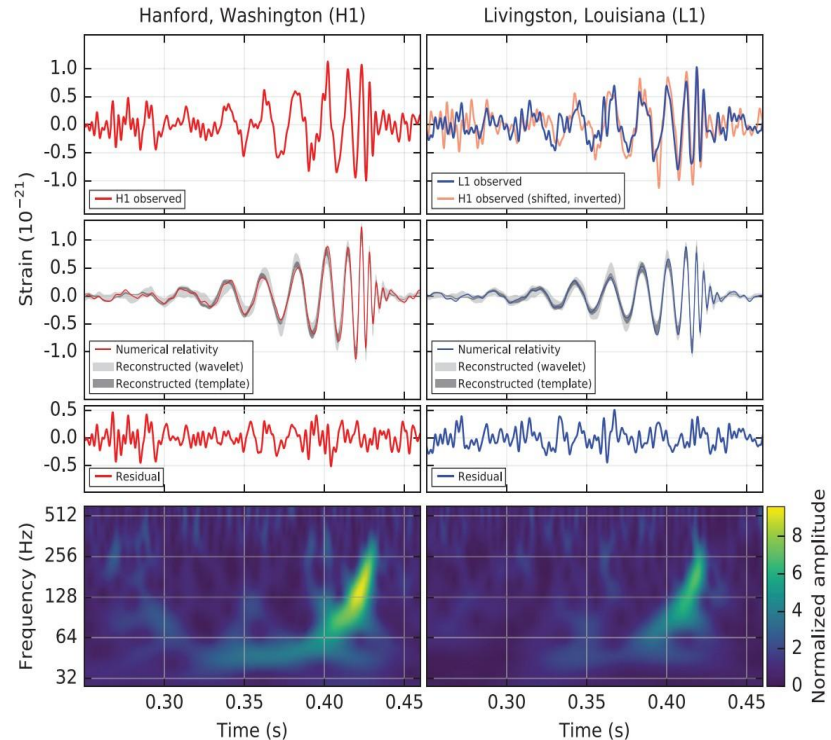 Hanford, Washington (H1)
Livingston, Louisiana (L1)
Strain (10⁻²¹)
1.0
0.5
0.0
-0.5
-1.0
H1 observed
L1 observed
H1 observed (shifted, inverted)
1.0
0.5
0.0
-0.5
-1.0
Numerical relativity
Reconstructed (wavelet)
Reconstructed (template)
Numerical relativity
Reconstructed (wavelet)
Reconstructed (template)
0.5
0.0
-0.5
Residual
Residual
Frequency (Hz)
512
256
128
64
32
Normalized amplitude
8
6
4
2
0
0.30
0.35
0.40
0.45
0.30
0.35
0.40
0.45
Time (s)
Time (s)